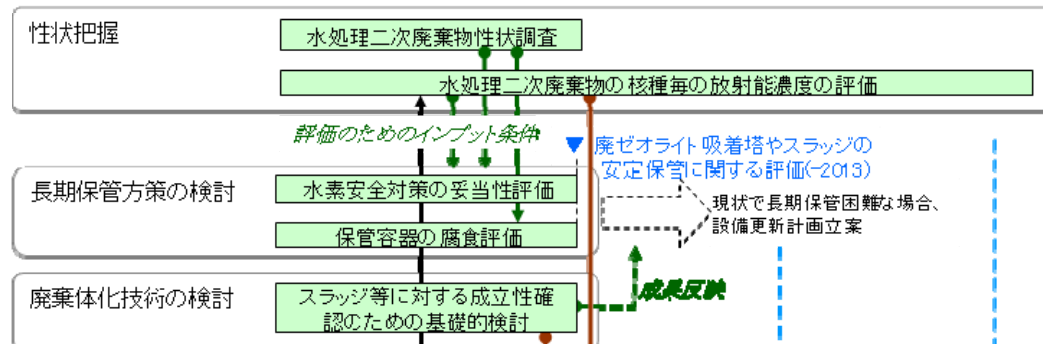 性状把握
水処理二次廃棄物性状調査
水処理二次廃棄物の核種毎の放射能濃度の評価
評価のためのインプット条件
廃ゼオライト吸着塔やスラッジの
安定保管に関する評価(~2013)
長期保管方策の検討
水素安全対策の妥当性評価
現状で長期保管困難な場合、
設備更新計画立案
保管容器の腐食評価
廃棄体化技術の検討
スラッジ等に対する成立性確
認のための基礎的検討
成果反映